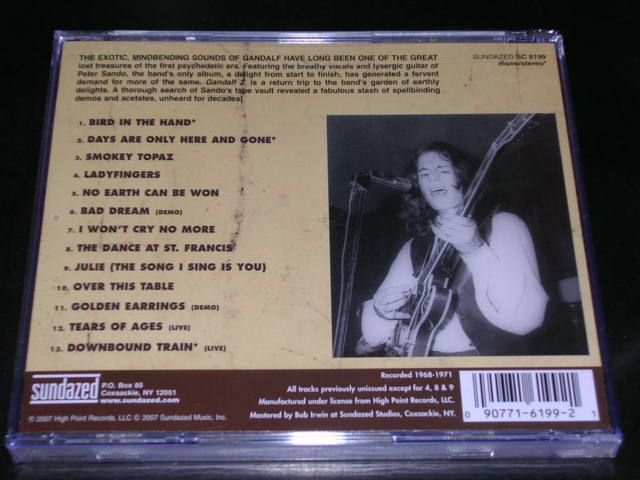 THE EXOTIC, MINDBENDING SOUNDS OF GANDALF HAVE LONG BEEN ONE OF THE GREAT
lost treasures of the first psychedelic era. Featuring the breathy vocals and lysergic guitar of
Peter Sando, the band's only album, a delight from start to finish, has generated a fervent
demand for more of the same. Gandalf 2, is a return trip to the band's garden of earthly
delights. A thorough search of Sando's tape vault revealed a fabulous stash of spellbinding
demos and acetates, unheard for decades!
SUNDAZED SC 6199
mono/stereo*
1. BIRD IN THE HAND*
2. DAYS ARE ONLY HERE AND GONE*
3. SMOKEY TOPAZ
4. LADYFINGERS
5. NO EARTH CAN BE WON
6. BAD DREAM (DEMO)
7. I WON'T CRY NO MORE
8. THE DANCE AT ST. FRANCIS
9. JULIE (THE SONG I SING IS YOU)
10. OVER THIS TABLE
11. GOLDEN EARRINGS (DEMO)
12. TEARS OF AGES (LIVE)
13. DOWNBOUND TRAIN* (LIVE)
sundazed
P.O. Box 85
Coxsackie, NY 12051
www.sundazed.com
℗ 2007 High Point Records, LLC © 2007 Sundazed Music, Inc.
Recorded 1968-1971
All tracks previously unissued except for 4, 8 & 9
Manufactured under license from High Point Records, LLC.
Mastered by Bob Irwin at Sundazed Studios, Coxsackie, NY.
0 90771-6199-2 1